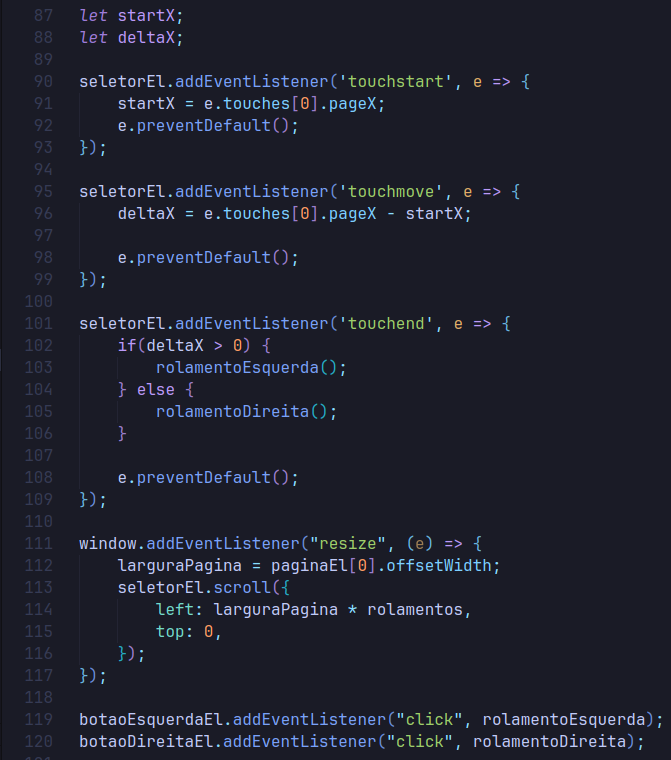 87 let startX;
88 let deltaX;
89
90 seletorEl.addEventListener('touchstart', e => {
91     startX = e.touches[0].pageX;
92     e.preventDefault();
93 });
94
95 seletorEl.addEventListener('touchmove', e => {
96     deltaX = e.touches[0].pageX - startX;
97
98     e.preventDefault();
99 });
100
101 seletorEl.addEventListener('touchend', e => {
102     if(deltaX > 0) {
103         rolamentoEsquerda();
104     } else {
105         rolamentoDireita();
106     }
107
108     e.preventDefault();
109 });
110
111 window.addEventListener("resize", (e) => {
112     larguraPagina = paginaEl[0].offsetWidth;
113     seletorEl.scroll({
114         left: larguraPagina * rolamentos,
115         top: 0,
116     });
117 });
118
119 botaoEsquerdaEl.addEventListener("click", rolamentoEsquerda);
120 botaoDireitaEl.addEventListener("click", rolamentoDireita);